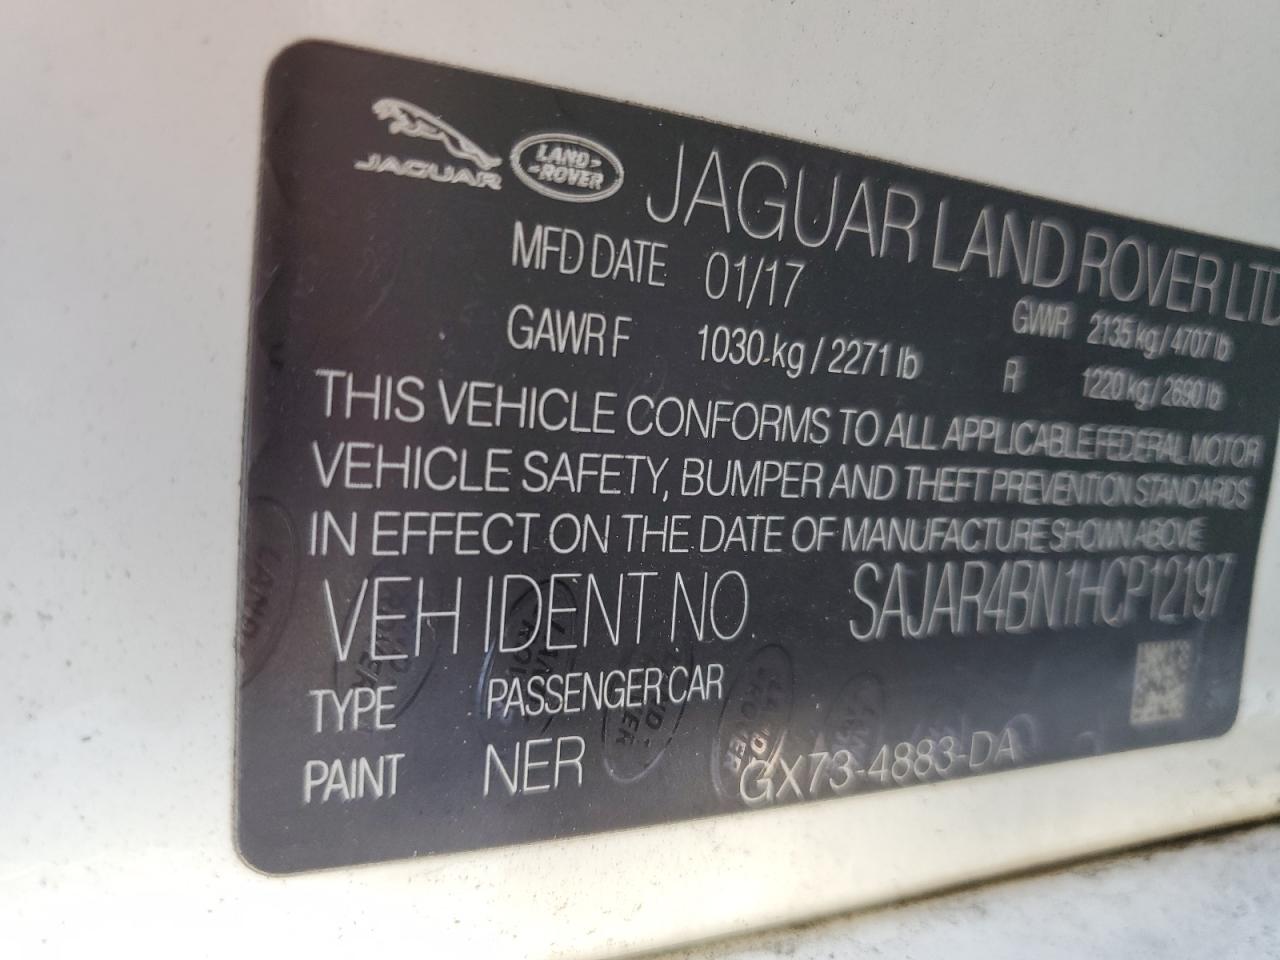 JAGUAR
LAND-
-ROVER
JAGUAR LAND ROVER LTD
MFD DATE 01/17
GVWR 2135 kg / 4707 lb
GAWR F 1030 kg / 2271 lb
R 1220 kg / 2690 lb
THIS VEHICLE CONFORMS TO ALL APPLICABLE FEDERAL MOTOR
VEHICLE SAFETY, BUMPER AND THEFT PREVENTION STANDARDS
IN EFFECT ON THE DATE OF MANUFACTURE SHOWN ABOVE
VEH IDENT NO. SAJAR4BN1HCP12197
TYPE PASSENGER CAR
PAINT NER
GX73-4883-DA